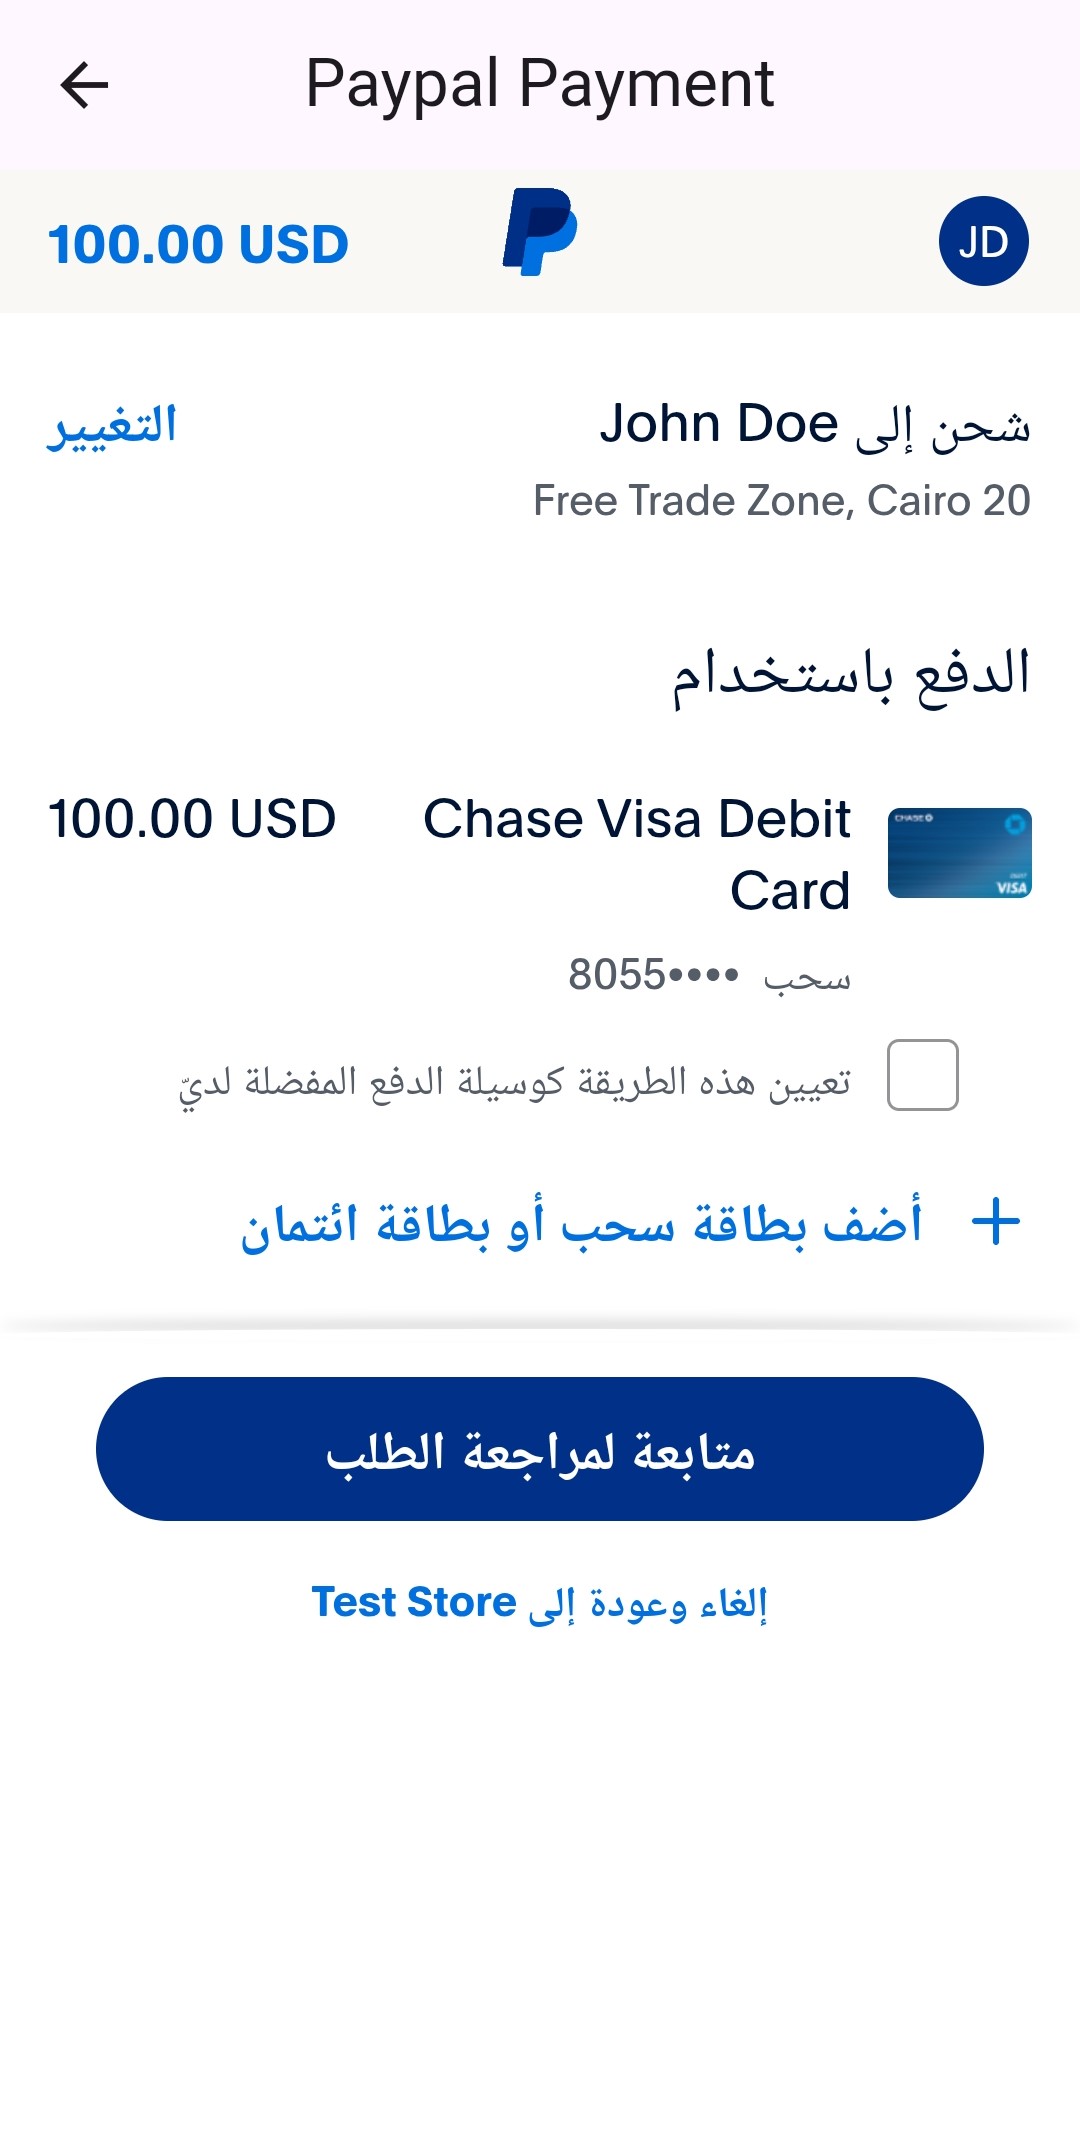 Paypal Payment
100.00 USD
JD
شحن إلى John Doe
التغيير
Free Trade Zone, Cairo 20
الدفع باستخدام
CHASE
VISA
Chase Visa Debit
Card
100.00 USD
سحب ••••8055
تعيين هذه الطريقة كوسيلة الدفع المفضلة لديّ
أضف بطاقة سحب أو بطاقة ائتمان
متابعة لمراجعة الطلب
إلغاء وعودة إلى Test Store